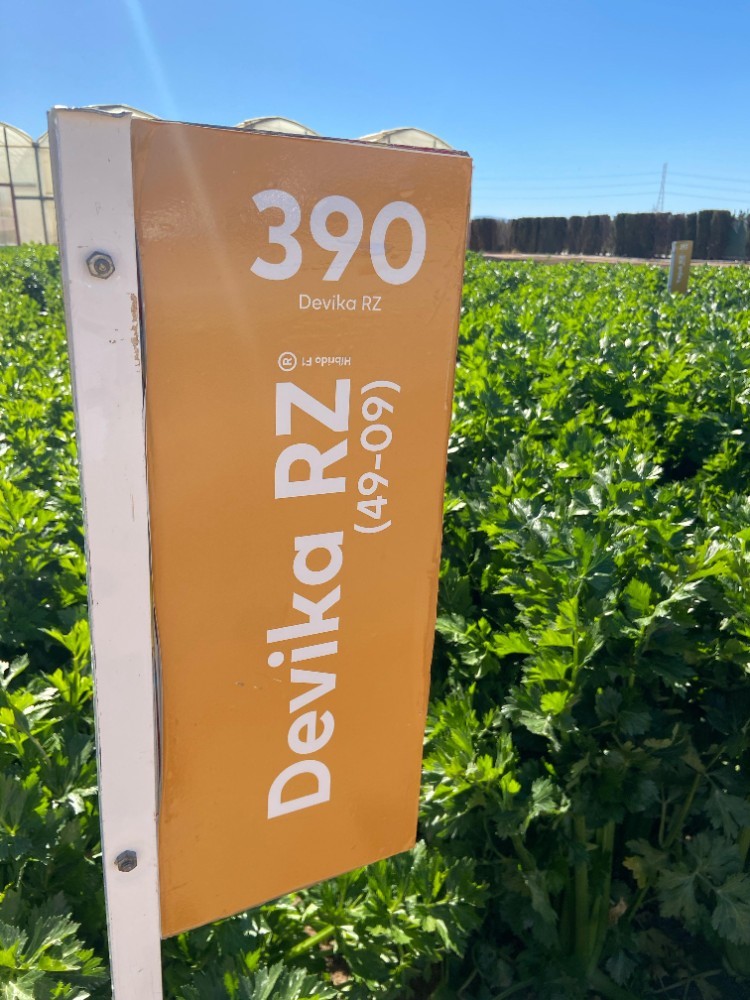 390
Devika RZ
Devika RZ®
Híbrido F1
(49-09)